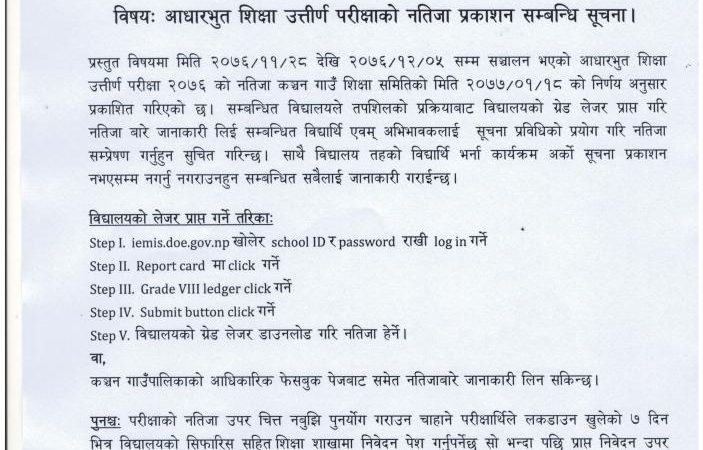 विषयः आधारभुत शिक्षा उत्तीर्ण परीक्षाको नतिजा प्रकाशन सम्बन्धि सूचना।
प्रस्तुत विषयमा मिति २०७६/११/२८ देखि २०७६/१२/०५ सम्म सञ्चालन भएको आधारभुत शिक्षा
उत्तीर्ण परीक्षा २०७६ को नतिजा कञ्चन गाउँ शिक्षा समितिको मिति २०७७/०१/१८ को निर्णय अनुसार
प्रकाशित गरिएको छ। सम्बन्धित विद्यालयले तपशिलको प्रक्रियाबाट विद्यालयको ग्रेड लेजर प्राप्त गरि
नतिजा बारे जानाकारी लिई सम्बन्धित विद्यार्थि एवम् अभिभावकलाई सूचना प्रविधिको प्रयोग गरि नतिजा
सम्प्रेषण गर्नुहुन सुचित गरिन्छ। साथै विद्यालय तहको विद्यार्थि भर्ना कार्यक्रम अर्को सूचना प्रकाशन
नभएसम्म नगर्नु नगराउनहुन सम्बन्धित सबैलाई जानाकारी गराईन्छ।
विद्यालयको लेजर प्राप्त गर्ने तरिकाः
Step I. iemis.doe.gov.np खोलेर school ID र password राखी log in गर्ने
Step II. Report card मा click गर्ने
Step III. Grade VIII ledger click गर्ने
Step IV. Submit button click गर्ने
Step V. विद्यालयको ग्रेड लेजर डाउनलोड गरि नतिजा हेर्ने।
वा,
कञ्चन गाउँपालिकाको आधिकारिक फेसबुक पेजबाट समेत नतिजाबारे जानाकारी लिन सकिन्छ।
पुनश्चः परीक्षाको नतिजा उपर चित्त नबुझि पुनर्योग गराउन चाहाने परीक्षार्थिले लकडाउन खुलेको ७ दिन
भित्र विद्यालयको सिफारिस सहित शिक्षा शाखामा निवेदन पेश गर्नुपर्नेछ सो भन्दा पछि प्राप्त निवेदन उपर